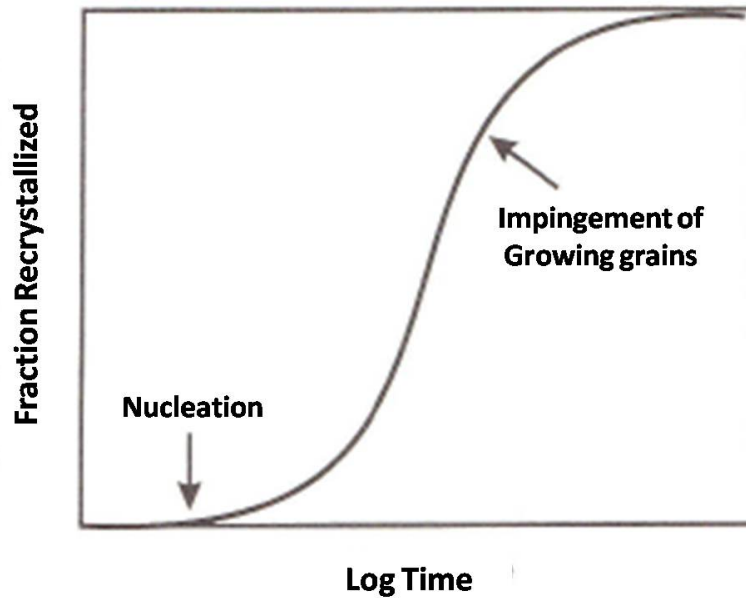 Fraction Recrystallized
Nucleation
Impingement of
Growing grains
Log Time